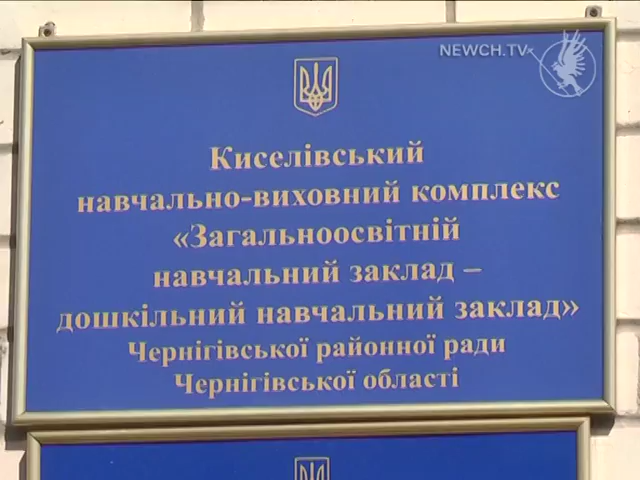 NEWCH.TV
Киселівський
навчально-виховний комплекс
«Загальноосвітній
навчальний заклад –
дошкільний навчальний заклад»
Чернігівської районної ради
Чернігівської області